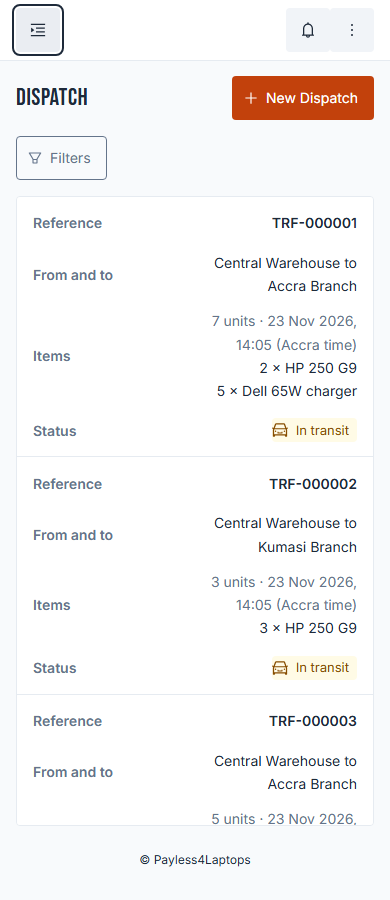 DISPATCH
+ New Dispatch
Filters
Reference TRF-000001
From and to Central Warehouse to
Accra Branch
Items 7 units · 23 Nov 2026,
14:05 (Accra time)
2 × HP 250 G9
5 × Dell 65W charger
Status In transit
Reference TRF-000002
From and to Central Warehouse to
Kumasi Branch
Items 3 units · 23 Nov 2026,
14:05 (Accra time)
3 × HP 250 G9
Status In transit
Reference TRF-000003
From and to Central Warehouse to
Accra Branch
5 units · 23 Nov 2026,
© Payless4Laptops